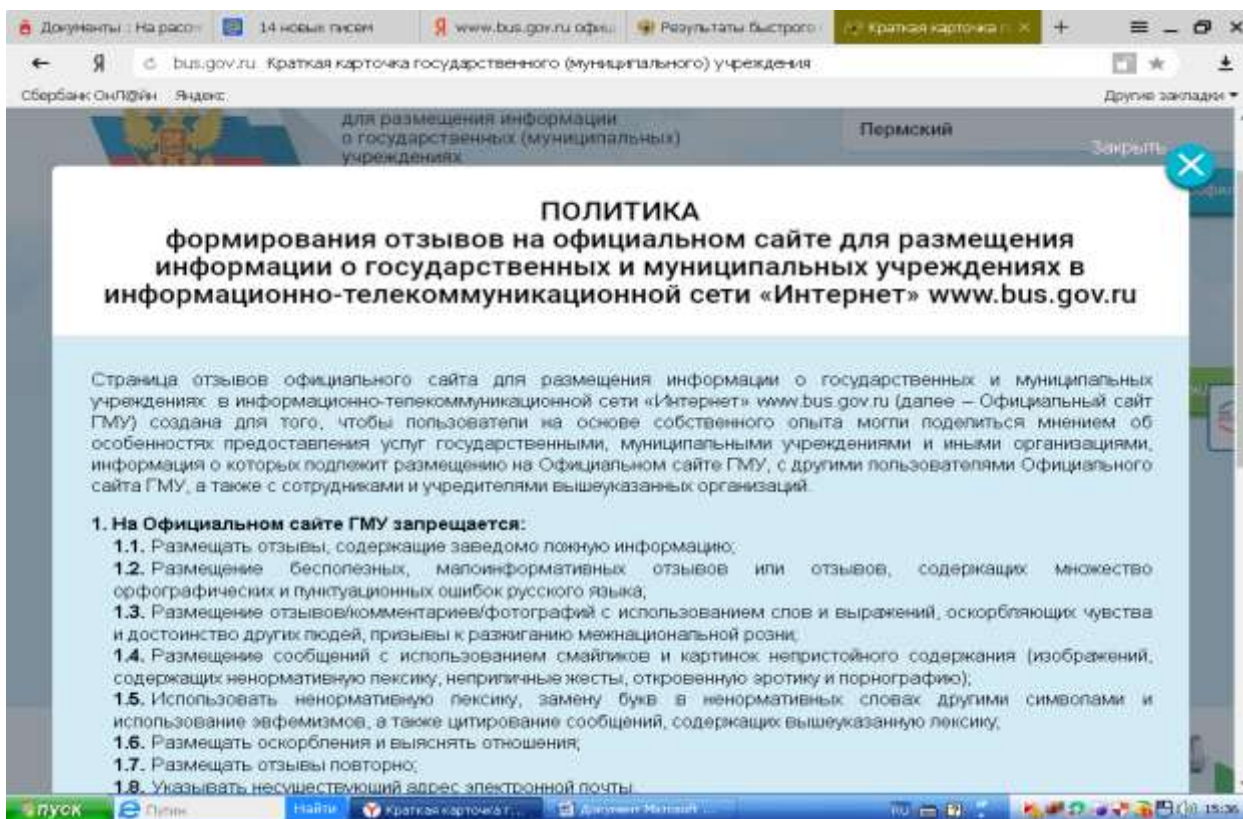 Документы : На расо
14 новых писем
www.bus.gov.ru офиц
Результаты быстрого
Краткая карточка г
bus.gov.ru Краткая карточка государственного (муниципального) учреждения
Сбербанк ОнЛ@йн Яндекс
Другие закладки
для размещения информации
о государственных (муниципальных)
учреждениях
Пермский
Закрыть
ПОЛИТИКА
формирования отзывов на официальном сайте для размещения
информации о государственных и муниципальных учреждениях в
информационно-телекоммуникационной сети «Интернет» www.bus.gov.ru
Страница отзывов официального сайта для размещения информации о государственных и муниципальных
учреждениях в информационно-телекоммуникационной сети «Интернет» www.bus.gov.ru (далее – Официальный сайт
ГМУ) создана для того, чтобы пользователи на основе собственного опыта могли поделиться мнением об
особенностях предоставления услуг государственными, муниципальными учреждениями и иными организациями,
информация о которых подлежит размещению на Официальном сайте ГМУ, с другими пользователями Официального
сайта ГМУ, а также с сотрудниками и учредителями вышеуказанных организаций.
1. На Официальном сайте ГМУ запрещается:
1.1. Размещать отзывы, содержащие заведомо ложную информацию;
1.2. Размещение бесполезных, малоинформативных отзывов или отзывов, содержащих множество
орфографических и пунктуационных ошибок русского языка;
1.3. Размещение отзывов/комментариев/фотографий с использованием слов и выражений, оскорбляющих чувства
и достоинство других людей, призывы к разжиганию межнациональной розни;
1.4. Размещение сообщений с использованием смайликов и картинок непристойного содержания (изображений,
содержащих ненормативную лексику, неприличные жесты, откровенную эротику и порнографию);
1.5. Использовать ненормативную лексику, замену букв в ненормативных словах другими символами и
использование эвфемизмов, а также цитирование сообщений, содержащих вышеуказанную лексику;
1.6. Размещать оскорбления и выяснять отношения;
1.7. Размещать отзывы повторно;
1.8. Указывать несуществующий адрес электронной почты
пуск
Найти
Краткая карточка г...
Документ Microsoft ...
RU
15:36